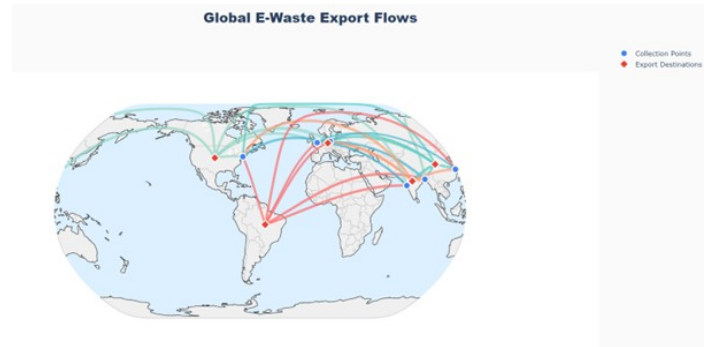 Global E-Waste Export Flows
Collection Points
Export Destinations